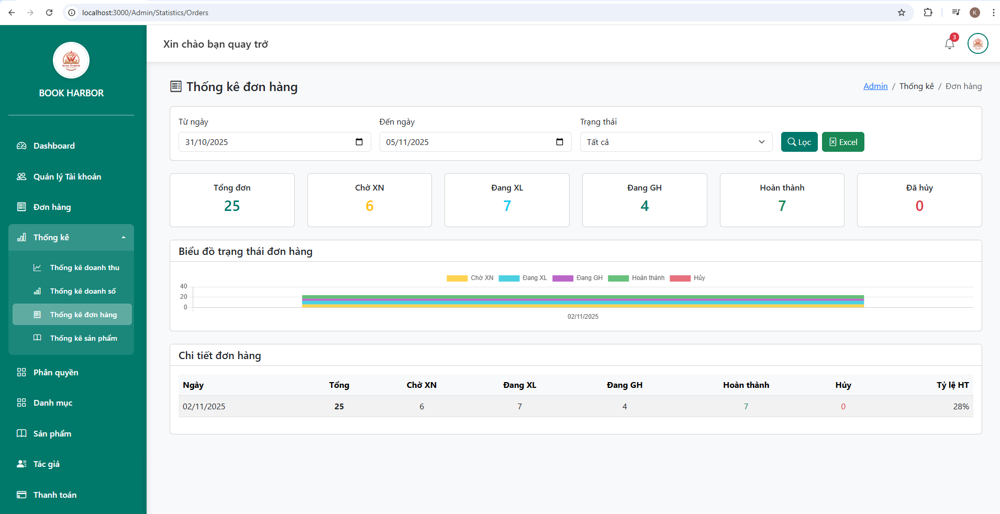 localhost:3000/Admin/Statistics/Orders
K
BOOK HARBOR
BOOK HARBOR
Dashboard
Quản lý Tài khoản
Đơn hàng
Thống kê
Thống kê doanh thu
Thống kê doanh số
Thống kê đơn hàng
Thống kê sản phẩm
Phân quyền
Danh mục
Sản phẩm
Tác giả
Thanh toán
Xin chào bạn quay trở
3
Thống kê đơn hàng
Admin / Thống kê / Đơn hàng
Từ ngày Đến ngày Trạng thái
31/10/2025 05/11/2025 Tất cả Lọc Excel
Tổng đơn Chờ XN Đang XL Đang GH Hoàn thành Đã hủy
25 6 7 4 7 0
Biểu đồ trạng thái đơn hàng
Chờ XN Đang XL Đang GH Hoàn thành Hủy
40
20
0
02/11/2025
Chi tiết đơn hàng
Ngày Tổng Chờ XN Đang XL Đang GH Hoàn thành Hủy Tỷ lệ HT
02/11/2025 25 6 7 4 7 0 28%